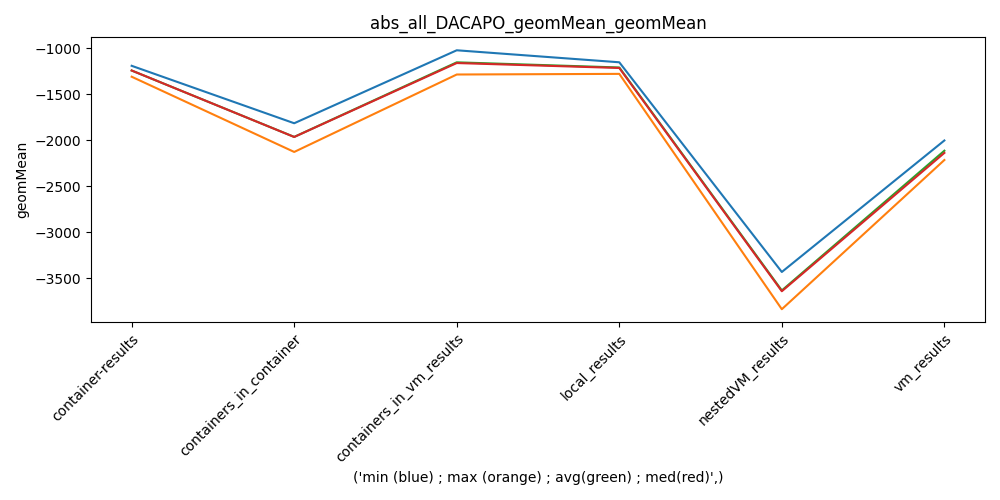 abs_all_DACAPO_geomMean_geomMean
geomMean
−1000
−1500
−2000
−2500
−3000
−3500
container-results
containers_in_container
containers_in_vm_results
local_results
nestedVM_results
vm_results
('min (blue) ; max (orange) ; avg(green) ; med(red)',)